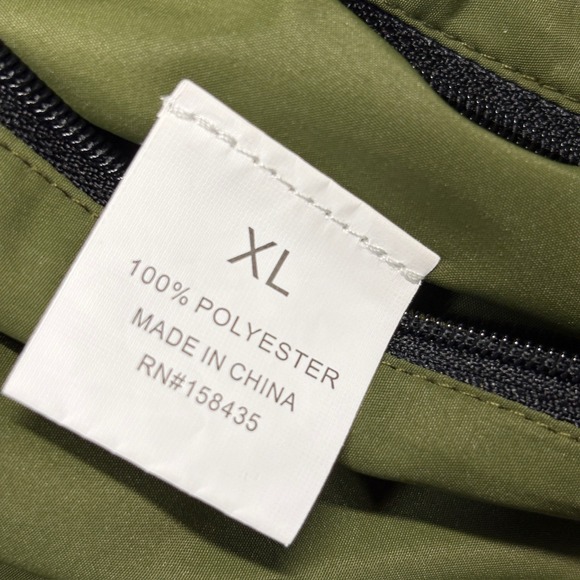 XL
100% POLYESTER
MADE IN CHINA
RN#158435